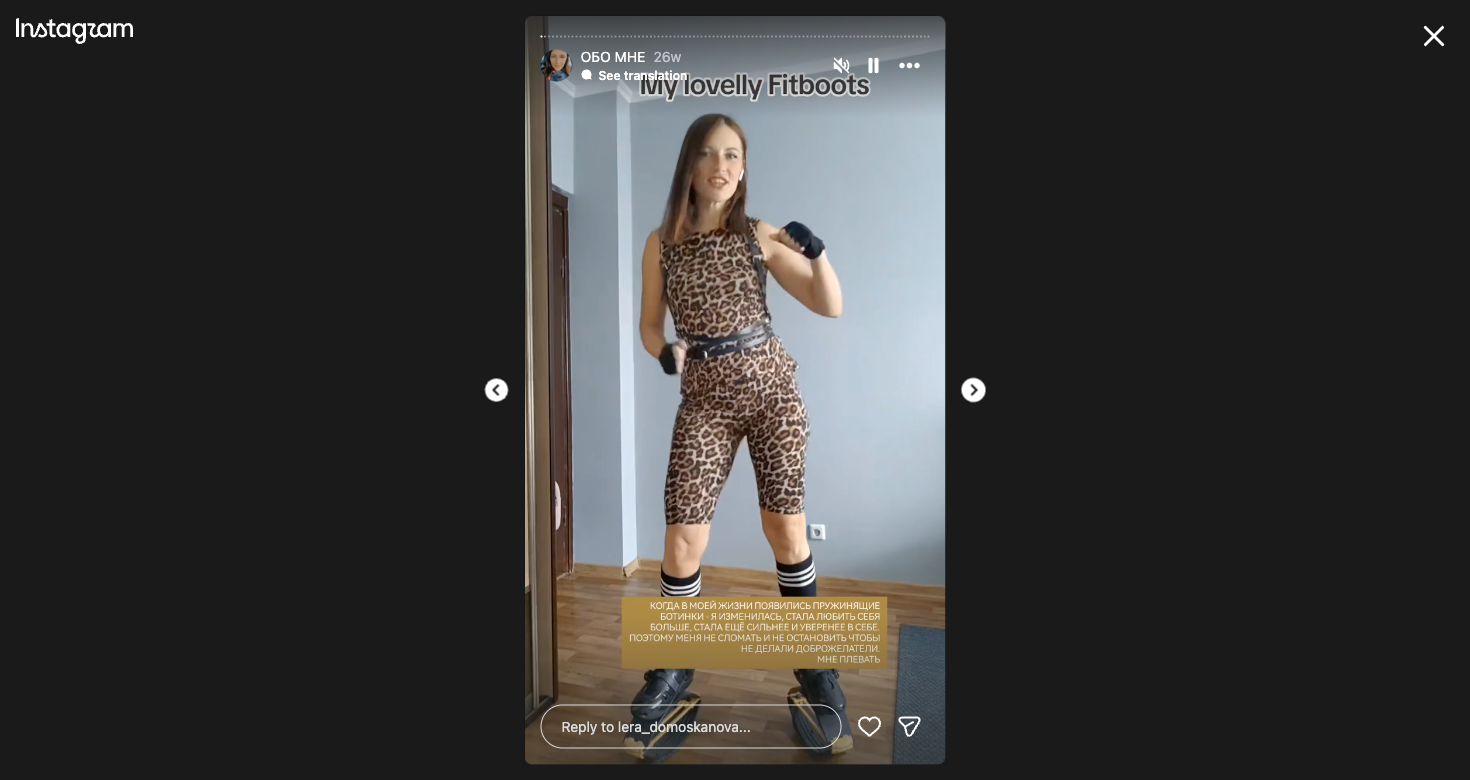 Instagram
ОБО МНЕ 26w
See translation
My lovelly Fitboots
КОГДА В МОЕЙ ЖИЗНИ ПОЯВИЛИСЬ ПРУЖИНЯЩИЕ
БОТИНКИ - Я ИЗМЕНИЛАСЬ, СТАЛА ЛЮБИТЬ СЕБЯ
БОЛЬШЕ, СТАЛА ЕЩЁ СИЛЬНЕЕ И УВЕРЕНЕЕ В СЕБЕ.
ПОЭТОМУ МЕНЯ НЕ СЛОМАТЬ И НЕ ОСТАНОВИТЬ ЧТОБЫ
НЕ ДЕЛАЛИ ДОБРОЖЕЛАТЕЛИ.
МНЕ ПЛЕВАТЬ
Reply to lera_domoskanova...